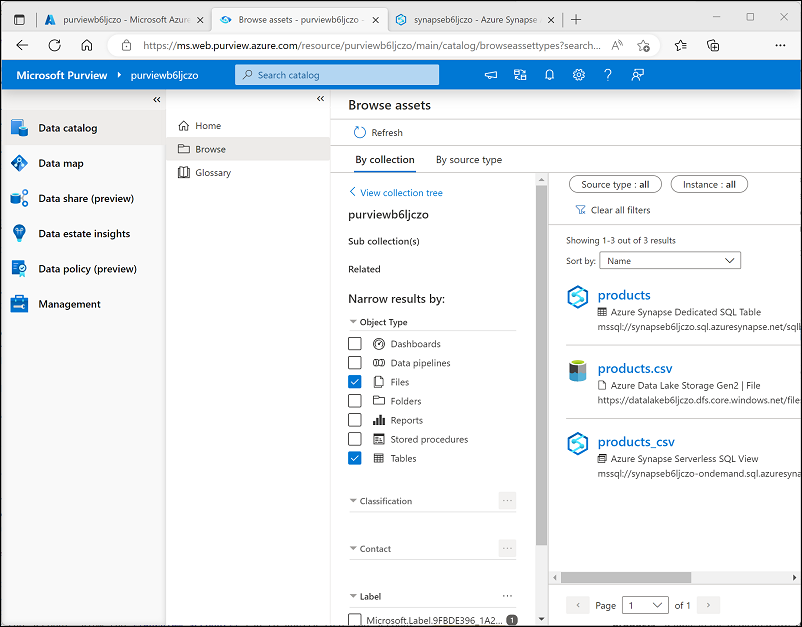 purviewb6ljczo - Microsoft Azure
Browse assets - purviewb6ljczo -
synapseb6ljczo - Azure Synapse
https://ms.web.purview.azure.com/resource/purviewb6ljczo/main/catalog/browseassettypes?search...
Microsoft Purview
purviewb6ljczo
Search catalog
Data catalog
Data map
Data share (preview)
Data estate insights
Data policy (preview)
Management
Home
Browse
Glossary
Browse assets
Refresh
By collection
By source type
View collection tree
purviewb6ljczo
Sub collection(s)
Related
Narrow results by:
Object Type
Dashboards
Data pipelines
Files
Folders
Reports
Stored procedures
Tables
Classification
Contact
Label
Microsoft.Label.9FBDE396_1A2... 1
Source type : all
Instance : all
Clear all filters
Showing 1-3 out of 3 results
Sort by: Name
products
Azure Synapse Dedicated SQL Table
mssql://synapseb6ljczo.sql.azuresynapse.net/sql
products.csv
Azure Data Lake Storage Gen2 | File
https://datalakeb6ljczo.dfs.core.windows.net/file
products_csv
Azure Synapse Serverless SQL View
mssql://synapseb6ljczo-ondemand.sql.azuresyna
Page 1 of 1